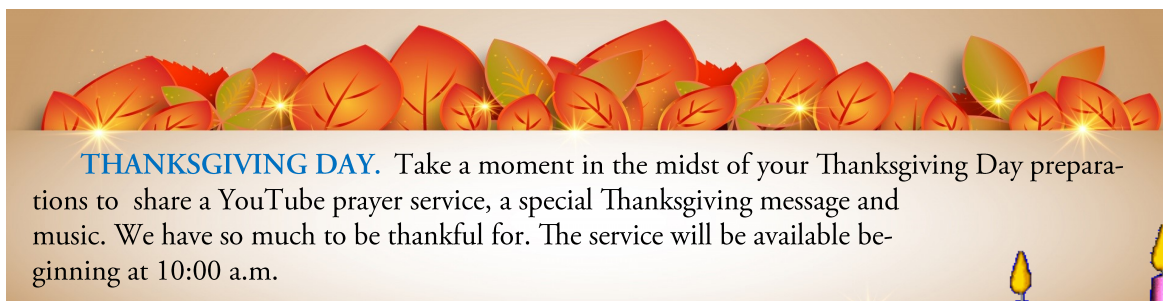 THANKSGIVING DAY. Take a moment in the midst of your Thanksgiving Day prepara-
tions to  share a YouTube prayer service, a special Thanksgiving message and
music. We have so much to be thankful for. The service will be available be-
ginning at 10:00 a.m.